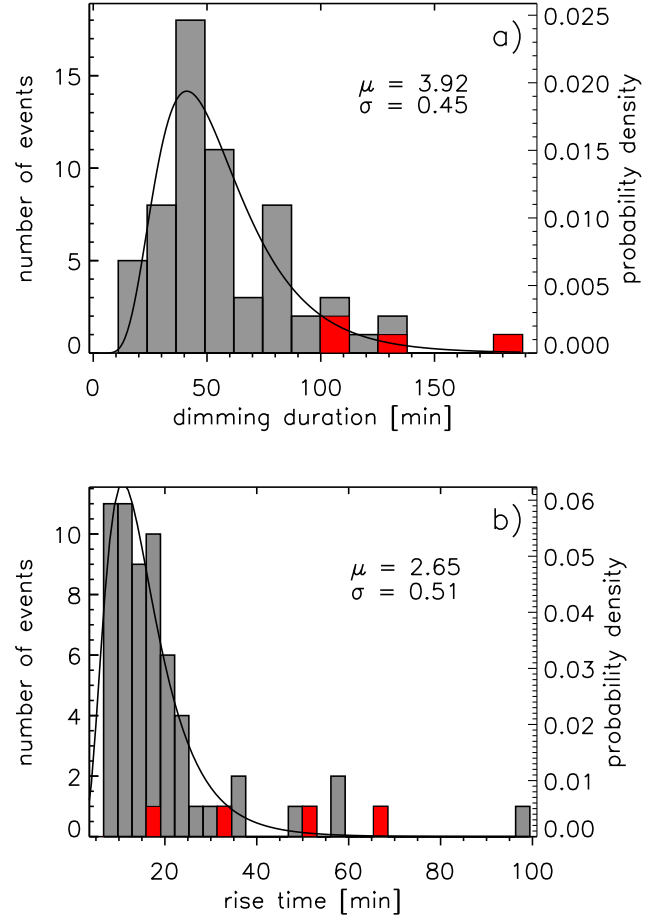 a)
μ = 3.92
σ = 0.45
number of events
15
10
5
0
0.025
0.020
0.015
0.010
0.005
0.000
probability density
0 50 100 150
dimming duration [min]
b)
μ = 2.65
σ = 0.51
number of events
10
8
6
4
2
0
0.06
0.05
0.04
0.03
0.02
0.01
0.00
probability density
20 40 60 80 100
rise time [min]